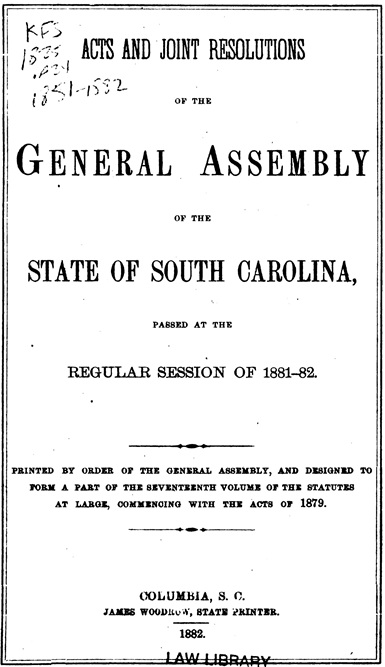 KFS
1835
.A24
1881-1882
ACTS AND JOINT RESOLUTIONS
OF THE
GENERAL ASSEMBLY
OF THE
STATE OF SOUTH CAROLINA,
PASSED AT THE
REGULAR SESSION OF 1881-82.
PRINTED BY ORDER OF THE GENERAL ASSEMBLY, AND DESIGNED TO
FORM A PART OF THE SEVENTEENTH VOLUME OF THE STATUTES
AT LARGE, COMMENCING WITH THE ACTS OF 1879.
COLUMBIA, S. C.
JAMES WOODROW, STATE PRINTER.
1882.
LAW LIBRARY